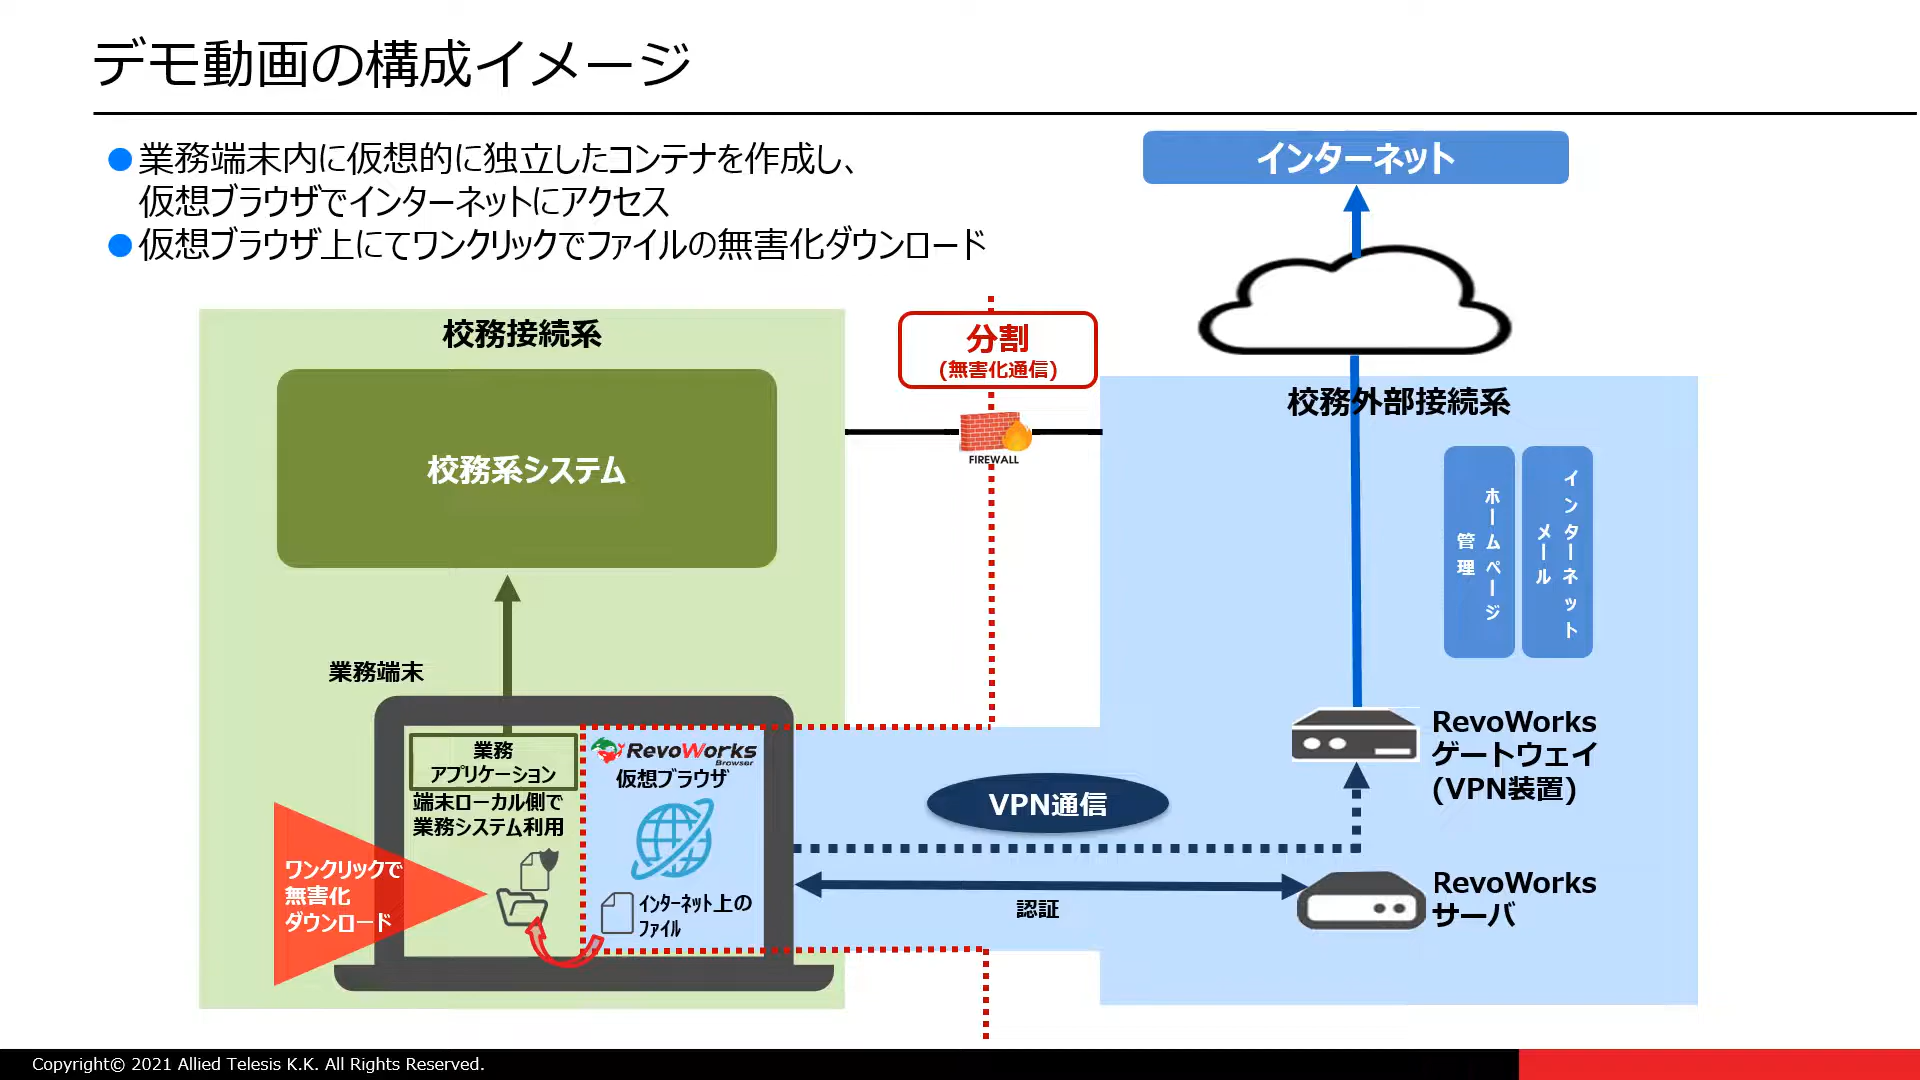 デモ動画の構成イメージ
●業務端末内に仮想的に独立したコンテナを作成し、
仮想ブラウザでインターネットにアクセス
●仮想ブラウザ上にてワンクリックでファイルの無害化ダウンロード
インターネット
校務接続系
分割
(無害化通信)
FIREWALL
校務外部接続系
校務系システム
ホームページ
管理
インターネット
メール
業務端末
業務
アプリケーション
端末ローカル側で
業務システム利用
RevoWorks
Browser
仮想ブラウザ
インターネット上の
ファイル
ワンクリックで
無害化
ダウンロード
VPN通信
認証
RevoWorks
ゲートウェイ
(VPN装置)
RevoWorks
サーバ
Copyright© 2021 Allied Telesis K.K. All Rights Reserved.